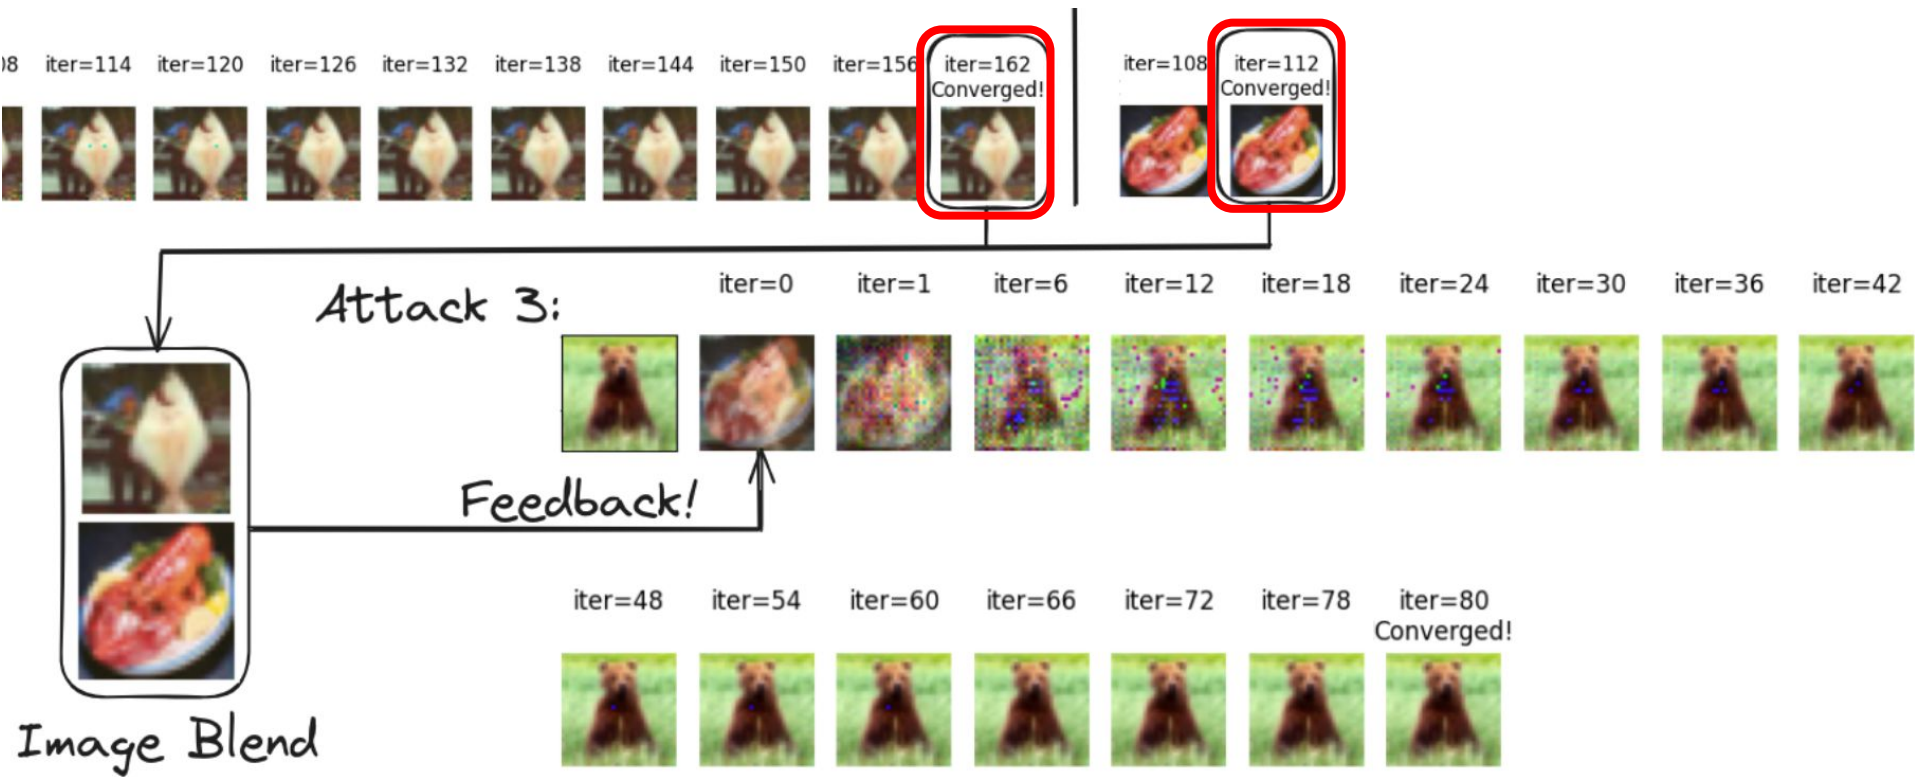 08 iter=114 iter=120 iter=126 iter=132 iter=138 iter=144 iter=150 iter=156 iter=162 iter=108 iter=112
Converged! Converged!
Attack 3:
iter=0 iter=1 iter=6 iter=12 iter=18 iter=24 iter=30 iter=36 iter=42
Feedback!
iter=48 iter=54 iter=60 iter=66 iter=72 iter=78 iter=80
Converged!
Image Blend